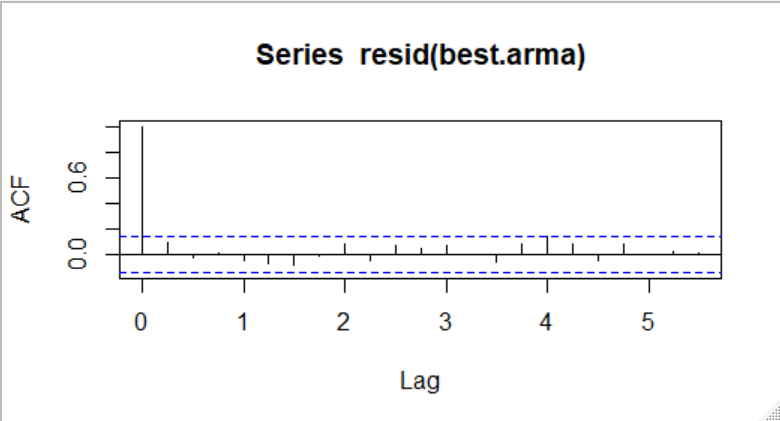 Series resid(best.arma)
ACF
0.6
0.0
0 1 2 3 4 5
Lag